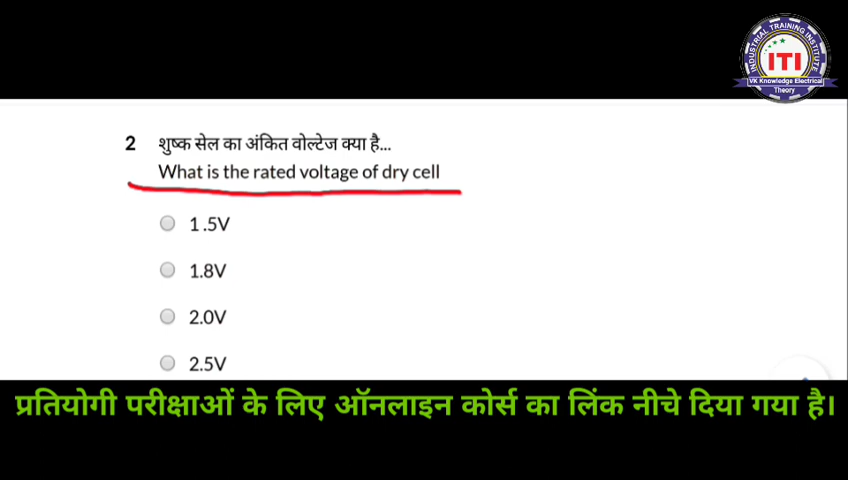 INDUSTRIAL TRAINING INSTITUTE
ITI
VK Knowledge Electrical
Theory
2 शुष्क सेल का अंकित वोल्टेज क्या है...
What is the rated voltage of dry cell
1.5V
1.8V
2.0V
2.5V
प्रतियोगी परीक्षाओं के लिए ऑनलाइन कोर्स का लिंक नीचे दिया गया है।